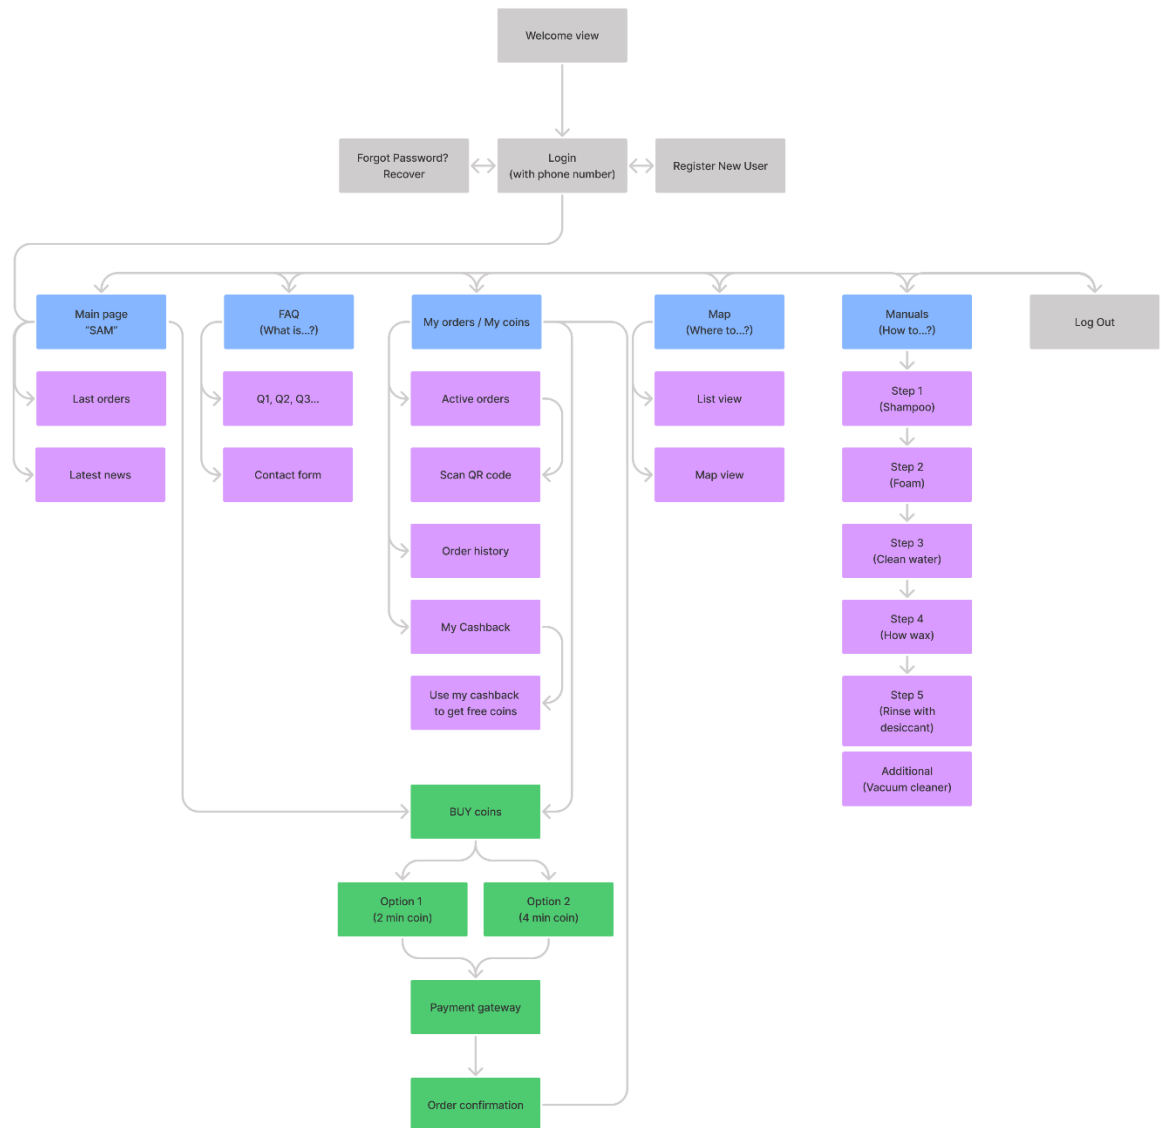 Welcome view
Forgot Password?
Recover
Login
(with phone number)
Register New User
Main page
“SAM”
FAQ
(What is...?)
My orders / My coins
Map
(Where to...?)
Manuals
(How to...?)
Log Out
Last orders
Q1, Q2, Q3...
Active orders
List view
Step 1
(Shampoo)
Latest news
Contact form
Scan QR code
Map view
Step 2
(Foam)
Order history
Step 3
(Clean water)
My Cashback
Step 4
(How wax)
Use my cashback
to get free coins
Step 5
(Rinse with
desiccant)
Additional
(Vacuum cleaner)
BUY coins
Option 1
(2 min coin)
Option 2
(4 min coin)
Payment gateway
Order confirmation